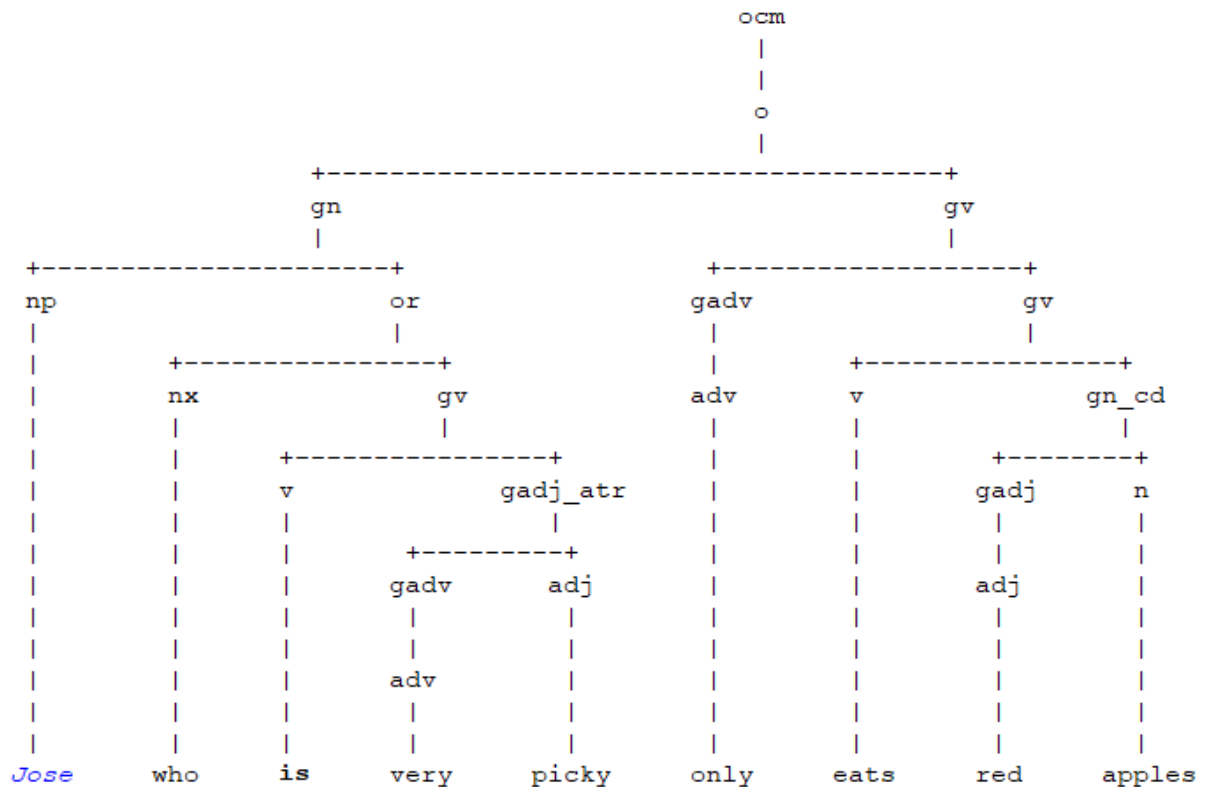 ocm
o
gn gv
np or gadv gv
nx gv adv v gn_cd
v gadj_atr gadj n
gadv adj adj
adv
Jose who is very picky only eats red apples